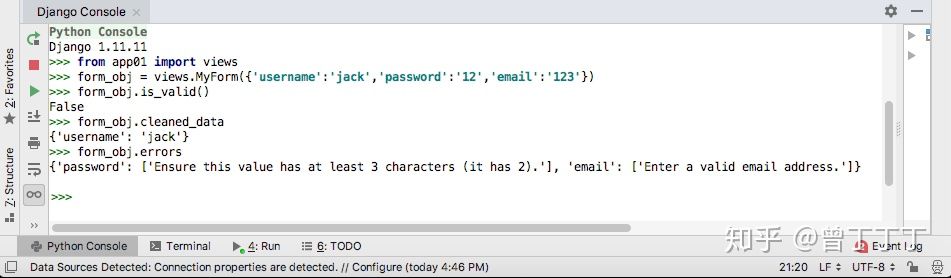 Django Console
Python Console
Django 1.11.11
>>> from app01 import views
>>> form_obj = views.MyForm({'username':'jack','password':'12','email':'123'})
>>> form_obj.is_valid()
False
>>> form_obj.cleaned_data
{'username': 'jack'}
>>> form_obj.errors
{'password': ['Ensure this value has at least 3 characters (it has 2).'], 'email': ['Enter a valid email address.']}
>>>
2: Favorites
Z: Structure
Python Console
Terminal
4: Run
6: TODO
Event Log
知乎 @曾丁丁丁
Data Sources Detected: Connection properties are detected. // Configure (today 4:46 PM)
21:20
LF
UTF-8